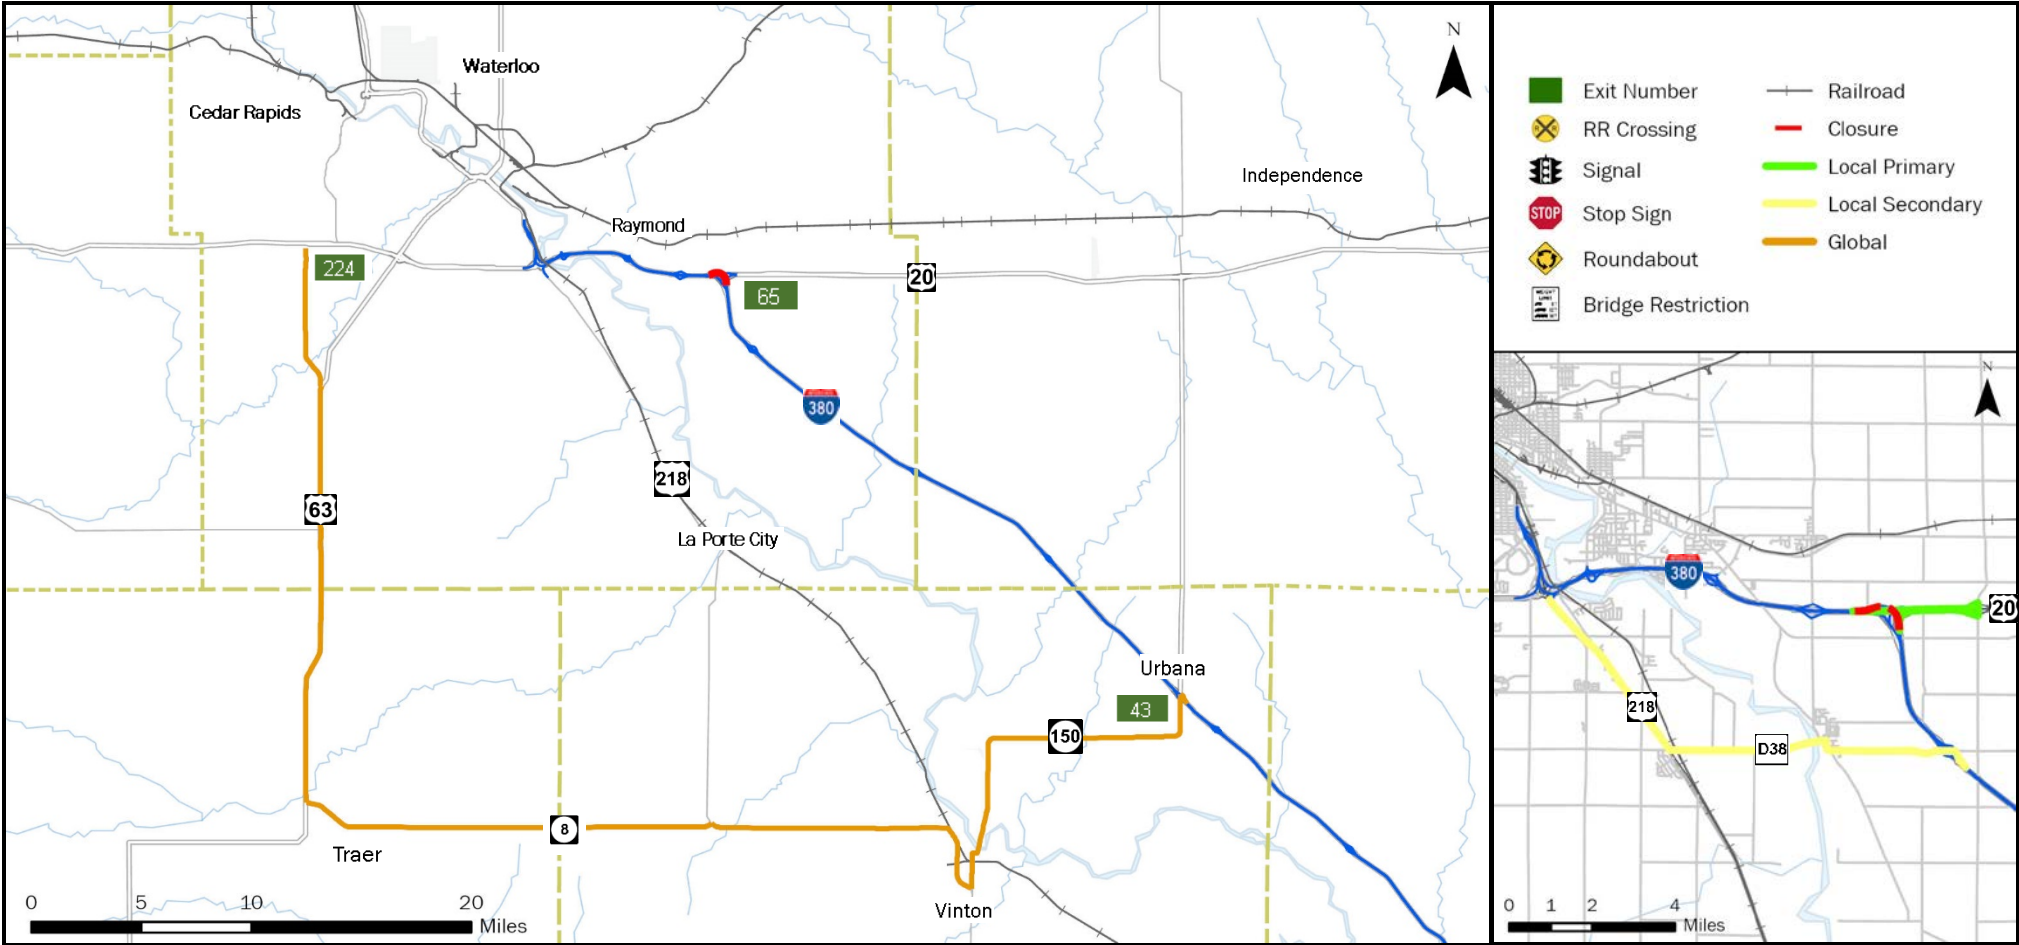 Waterloo
Cedar Rapids
Raymond
Independence
224
65
20
380
63
218
La Porte City
Urbana
43
150
8
Traer
Vinton
0 5 10 20
Miles
N
Exit Number
RR Crossing
Signal
STOP
Stop Sign
Roundabout
WEIGHT
LIMIT
Bridge Restriction
Railroad
Closure
Local Primary
Local Secondary
Global
N
380
20
218
D38
0 1 2 4
Miles